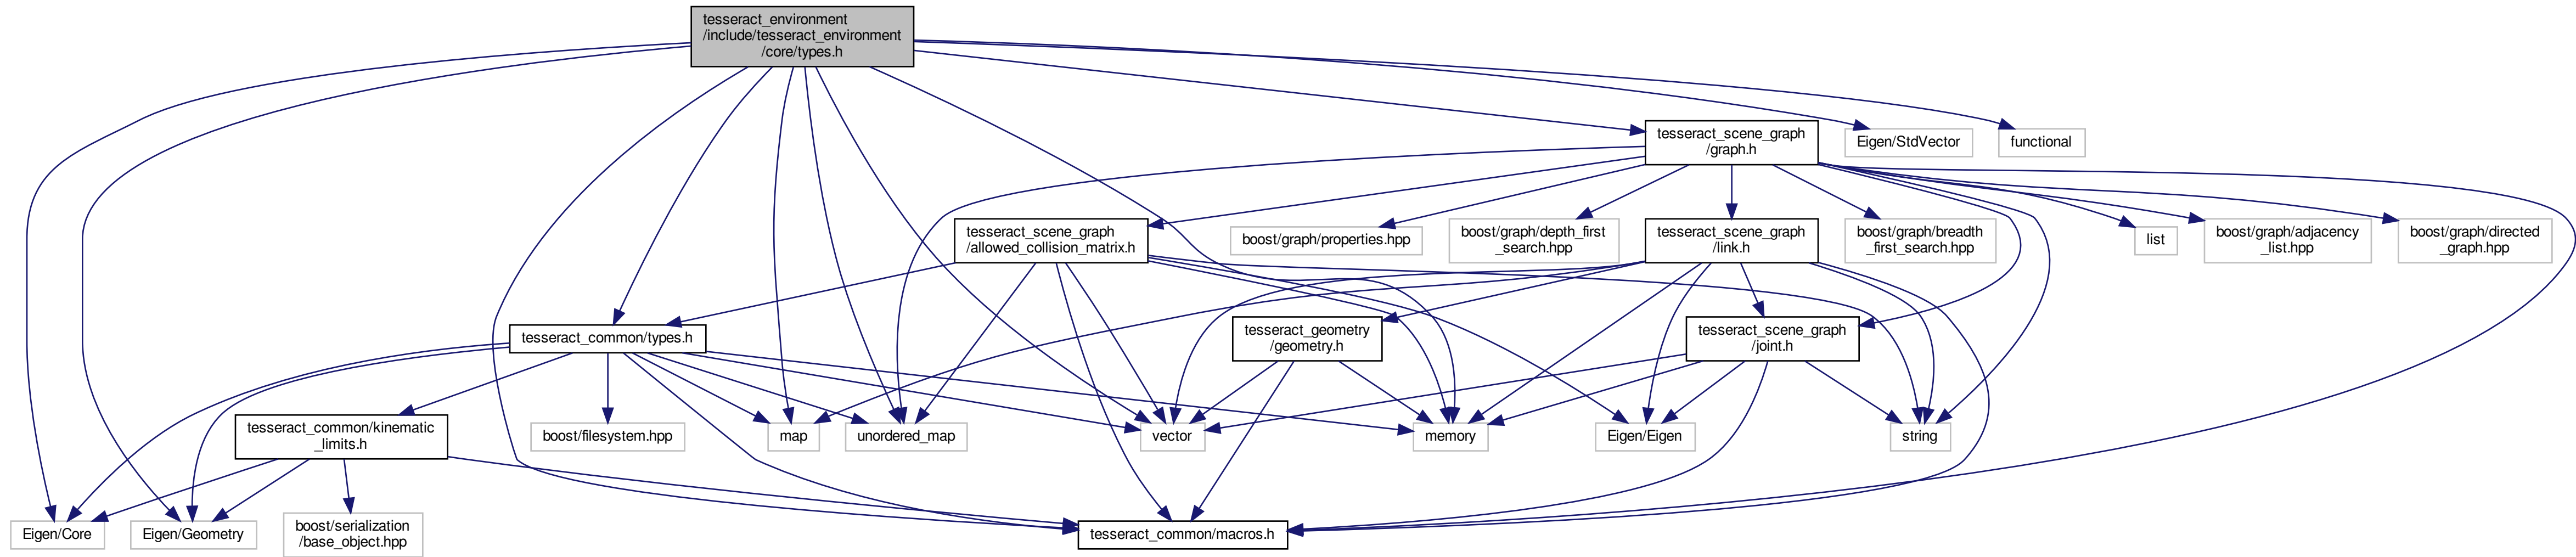 tesseract_environment
/include/tesseract_environment
/core/types.h
tesseract_scene_graph
/graph.h
Eigen/StdVector
functional
tesseract_scene_graph
/allowed_collision_matrix.h
boost/graph/properties.hpp
boost/graph/depth_first
_search.hpp
tesseract_scene_graph
/link.h
boost/graph/breadth
_first_search.hpp
list
boost/graph/adjacency
_list.hpp
boost/graph/directed
_graph.hpp
tesseract_common/types.h
tesseract_geometry
/geometry.h
tesseract_scene_graph
/joint.h
tesseract_common/kinematic
_limits.h
boost/filesystem.hpp
map
unordered_map
vector
memory
Eigen/Eigen
string
Eigen/Core
Eigen/Geometry
boost/serialization
/base_object.hpp
tesseract_common/macros.h